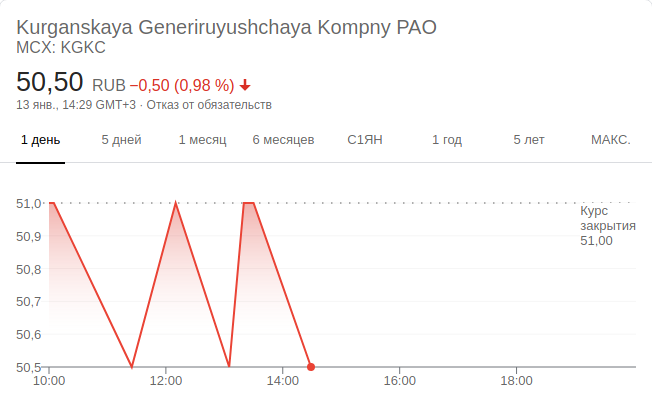 Kurganskaya Generiruyushchaya Kompny PAO
MCX: KGKC
50,50 RUB −0,50 (0,98 %)
13 янв., 14:29 GMT+3 · Отказ от обязательств
1 день 5 дней 1 месяц 6 месяцев С1ЯН 1 год 5 лет МАКС.
51,0
Курс
закрытия
51,00
50,9
50,8
50,7
50,6
50,5
10:00 12:00 14:00 16:00 18:00